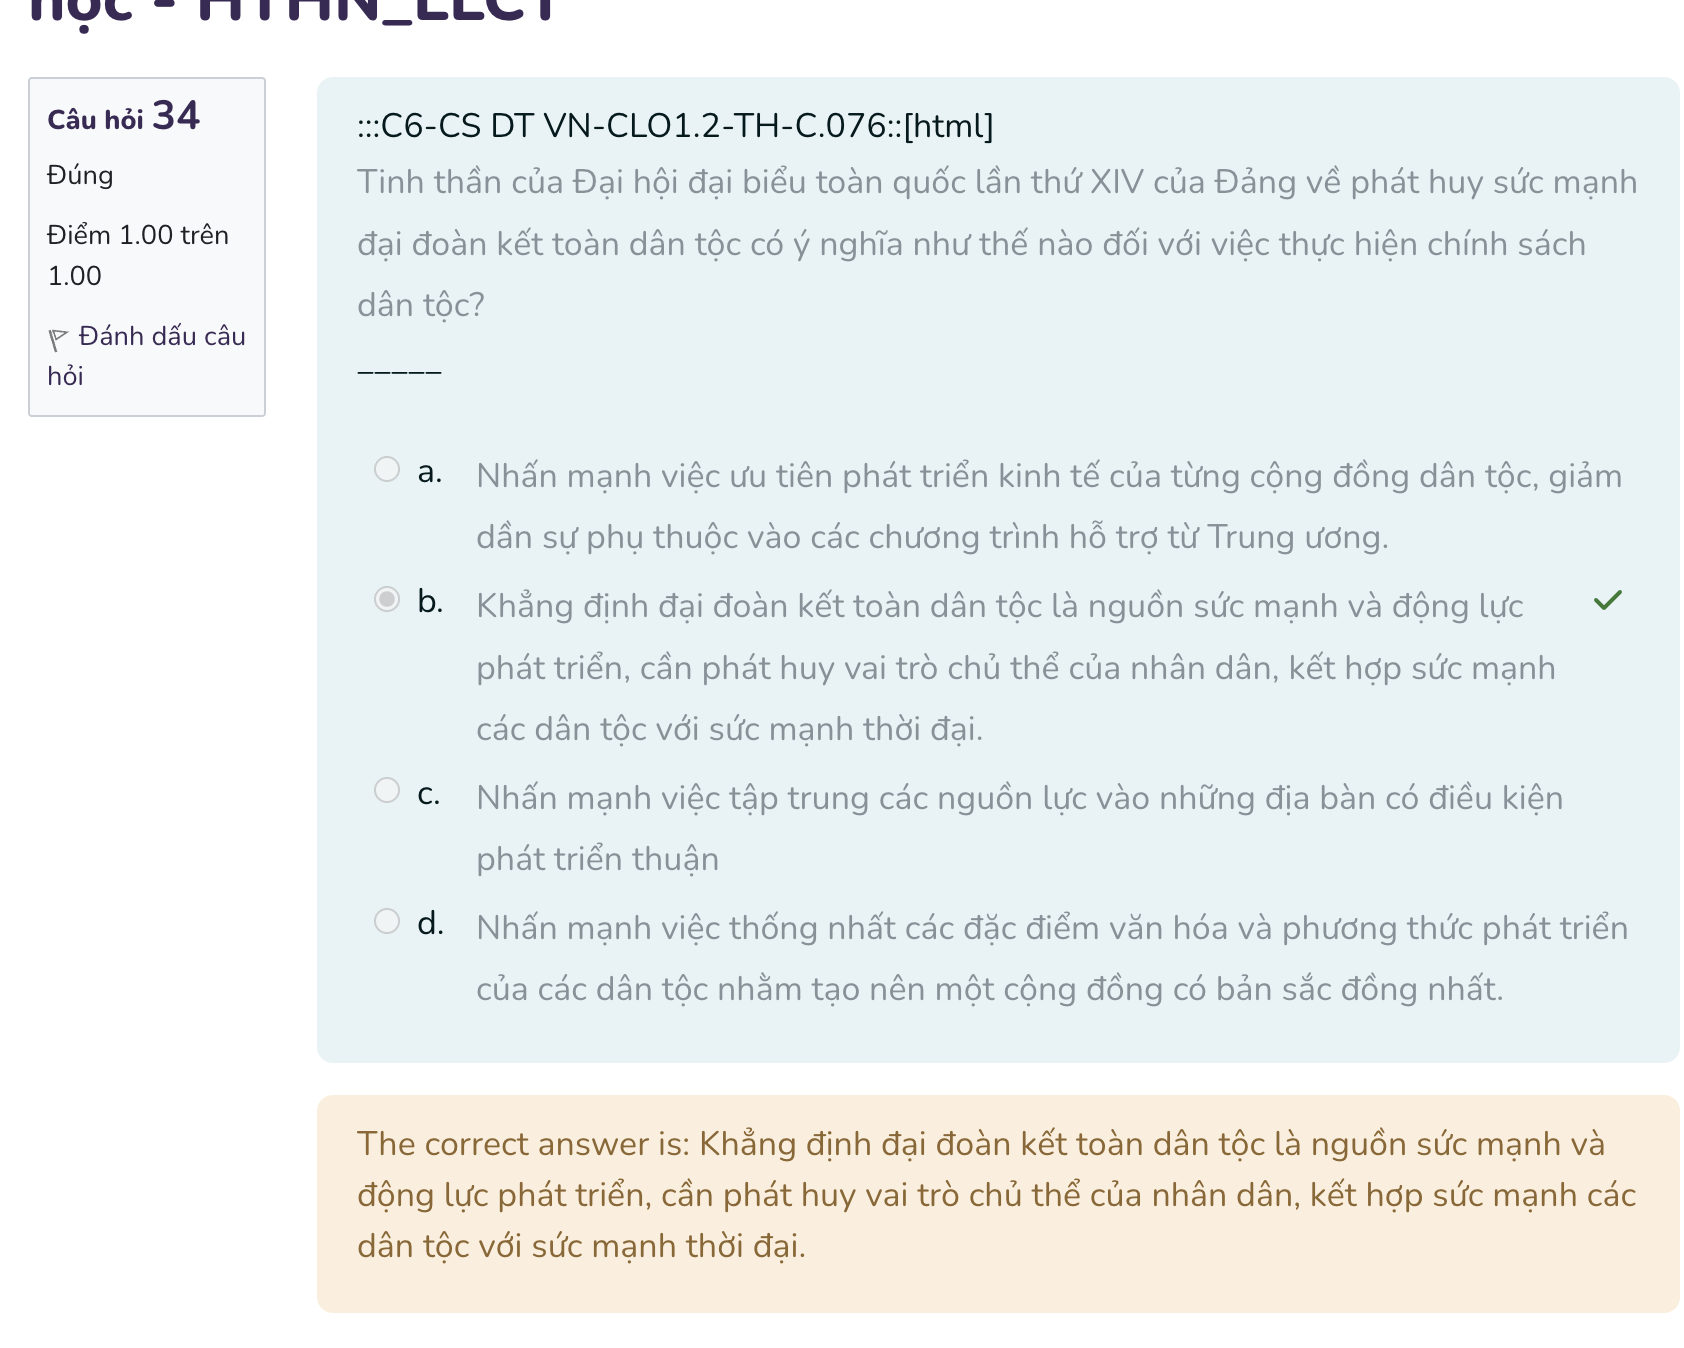 học - HTHN_LLCT
Câu hỏi 34
Đúng
Điểm 1.00 trên
1.00
Đánh dấu câu
hỏi
:::C6-CS DT VN-CLO1.2-TH-C.076::[html]
Tinh thần của Đại hội đại biểu toàn quốc lần thứ XIV của Đảng về phát huy sức mạnh
đại đoàn kết toàn dân tộc có ý nghĩa như thế nào đối với việc thực hiện chính sách
dân tộc?
_____
a. Nhấn mạnh việc ưu tiên phát triển kinh tế của từng cộng đồng dân tộc, giảm
dần sự phụ thuộc vào các chương trình hỗ trợ từ Trung ương.
b. Khẳng định đại đoàn kết toàn dân tộc là nguồn sức mạnh và động lực
phát triển, cần phát huy vai trò chủ thể của nhân dân, kết hợp sức mạnh
các dân tộc với sức mạnh thời đại.
c. Nhấn mạnh việc tập trung các nguồn lực vào những địa bàn có điều kiện
phát triển thuận
d. Nhấn mạnh việc thống nhất các đặc điểm văn hóa và phương thức phát triển
của các dân tộc nhằm tạo nên một cộng đồng có bản sắc đồng nhất.
The correct answer is: Khẳng định đại đoàn kết toàn dân tộc là nguồn sức mạnh và
động lực phát triển, cần phát huy vai trò chủ thể của nhân dân, kết hợp sức mạnh các
dân tộc với sức mạnh thời đại.